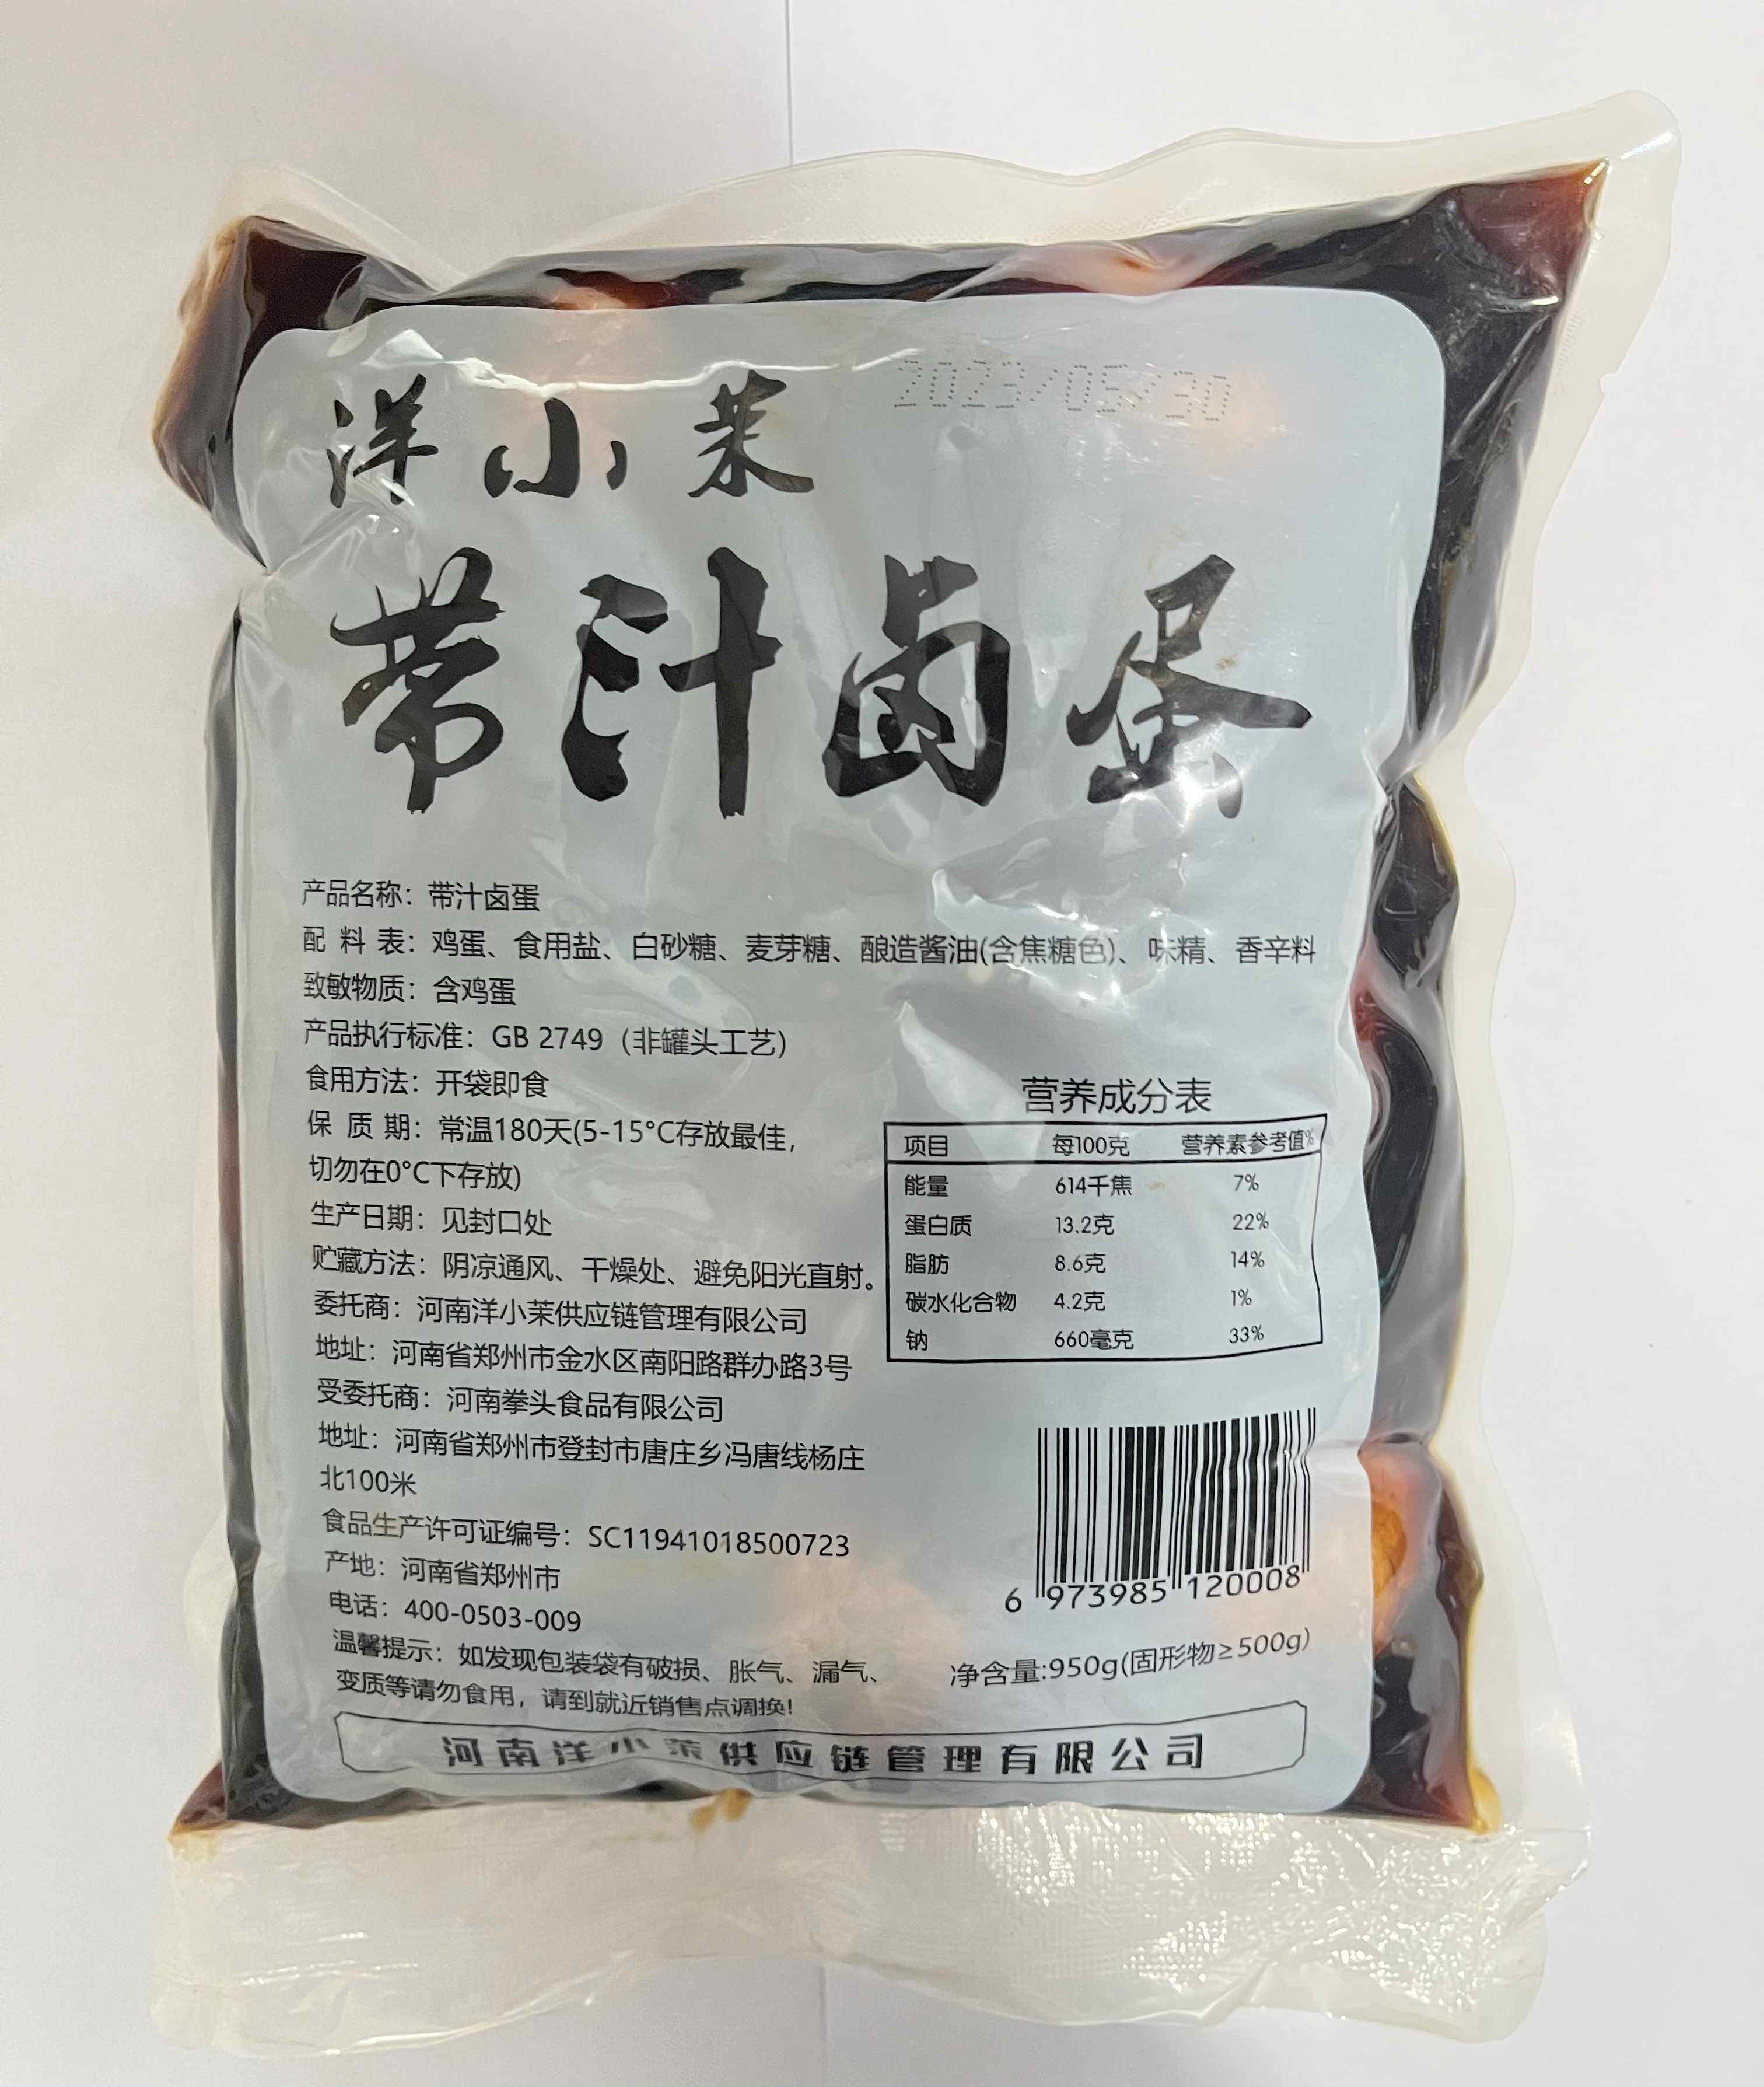 洋小茉
2023/05/30
带汁卤蛋
产品名称：带汁卤蛋
配 料 表：鸡蛋、食用盐、白砂糖、麦芽糖、酿造酱油(含焦糖色)、味精、香辛料
致敏物质：含鸡蛋
产品执行标准：GB 2749（非罐头工艺）
食用方法：开袋即食
保 质 期：常温180天(5-15°C存放最佳，
切勿在0°C下存放)
生产日期：见封口处
贮藏方法：阴凉通风、干燥处、避免阳光直射。
委托商：河南洋小茉供应链管理有限公司
地址：河南省郑州市金水区南阳路群办路3号
受委托商：河南拳头食品有限公司
地址：河南省郑州市登封市唐庄乡冯唐线杨庄
北100米
食品生产许可证编号：SC11941018500723
产地：河南省郑州市
电话：400-0503-009
温馨提示：如发现包装袋有破损、胀气、漏气、
变质等请勿食用，请到就近销售点调换!
营养成分表
项目 每100克 营养素参考值%
能量 614千焦 7%
蛋白质 13.2克 22%
脂肪 8.6克 14%
碳水化合物 4.2克 1%
钠 660毫克 33%
6 973985 120008
净含量:950g(固形物≥500g)
河南洋小茉供应链管理有限公司